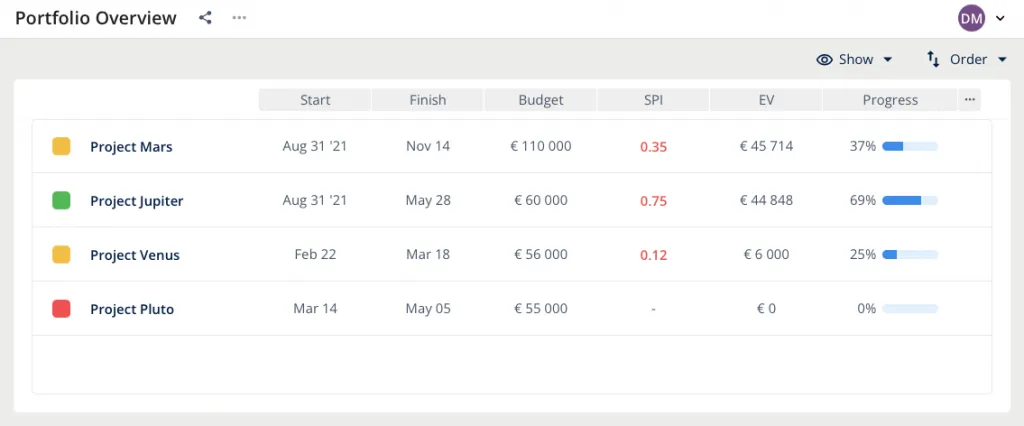 Portfolio Overview DM
Show Order
Start Finish Budget SPI EV Progress
Project Mars Aug 31 '21 Nov 14 € 110 000 0.35 € 45 714 37%
Project Jupiter Aug 31 '21 May 28 € 60 000 0.75 € 44 848 69%
Project Venus Feb 22 Mar 18 € 56 000 0.12 € 6 000 25%
Project Pluto Mar 14 May 05 € 55 000 - € 0 0%